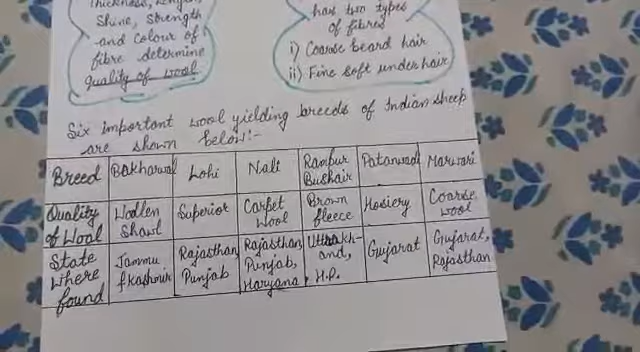 Thickness, Length,
Shine, Strength
and Colour of
fibre determine
quality of wool
has two types
of fibres
i) Coarse beard hair
ii) Fine soft under hair
Six important wool yielding breeds of Indian sheep
are shown below:-
Breed Bakharwal Lohi Nali Rampur Bushair Patanwadi Marwari
Quality of Wool Woollen Shawl Superior Carpet Wool Brown fleece Hosiery Coarse wool
State where found Jammu & Kashmir Rajasthan Punjab Rajasthan, Punjab, Haryana Uttrakhand, H.P. Gujarat Gujarat, Rajasthan